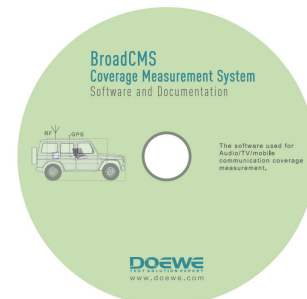 BroadCMS
Coverage Measurement System
Software and Documentation
RF
GPS
The software used for
Audio/TV/mobile
communication coverage
measurement.
DOEWE
TEST SOLUTION EXPERT
www.doewe.com